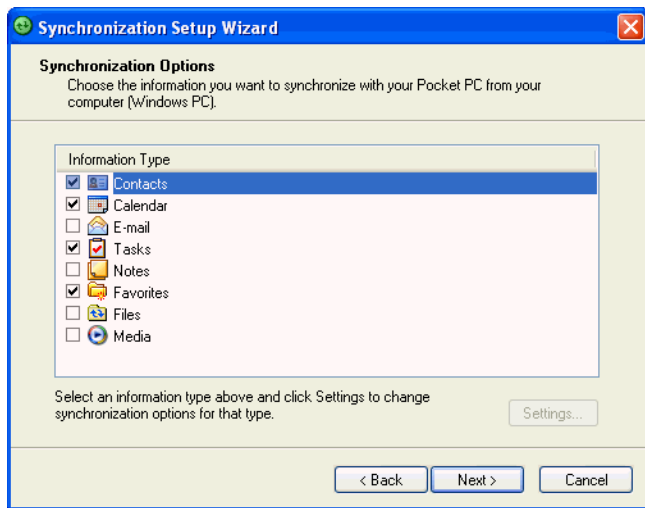 Synchronization Setup Wizard
Synchronization Options
Choose the information you want to synchronize with your Pocket PC from your
computer (Windows PC).
Information Type
Contacts
Calendar
E-mail
Tasks
Notes
Favorites
Files
Media
Select an information type above and click Settings to change
synchronization options for that type.
Settings...
< Back
Next >
Cancel